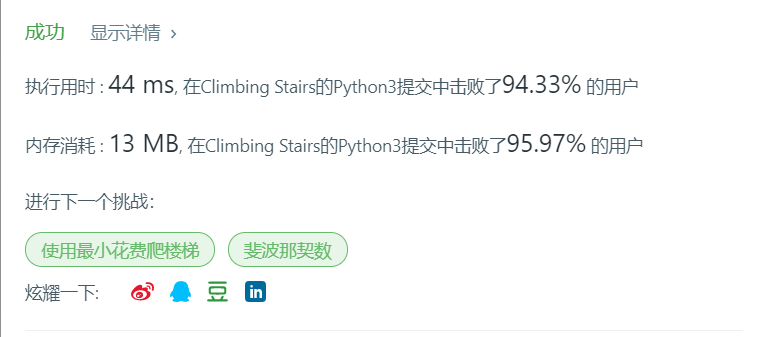 成功 显示详情 ›
执行用时 : 44 ms, 在Climbing Stairs的Python3提交中击败了94.33% 的用户
内存消耗 : 13 MB, 在Climbing Stairs的Python3提交中击败了95.97% 的用户
进行下一个挑战：
使用最小花费爬楼梯 斐波那契数
炫耀一下: 豆 in